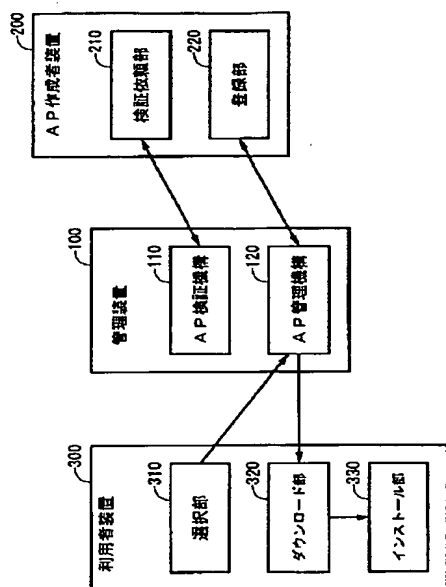 200
AP作成者装置
210
検証依頼部
220
登録部
100
管理装置
110
AP検証機構
120
AP管理機構
300
利用者装置
310
選択部
320
ダウンロード部
330
インストール部